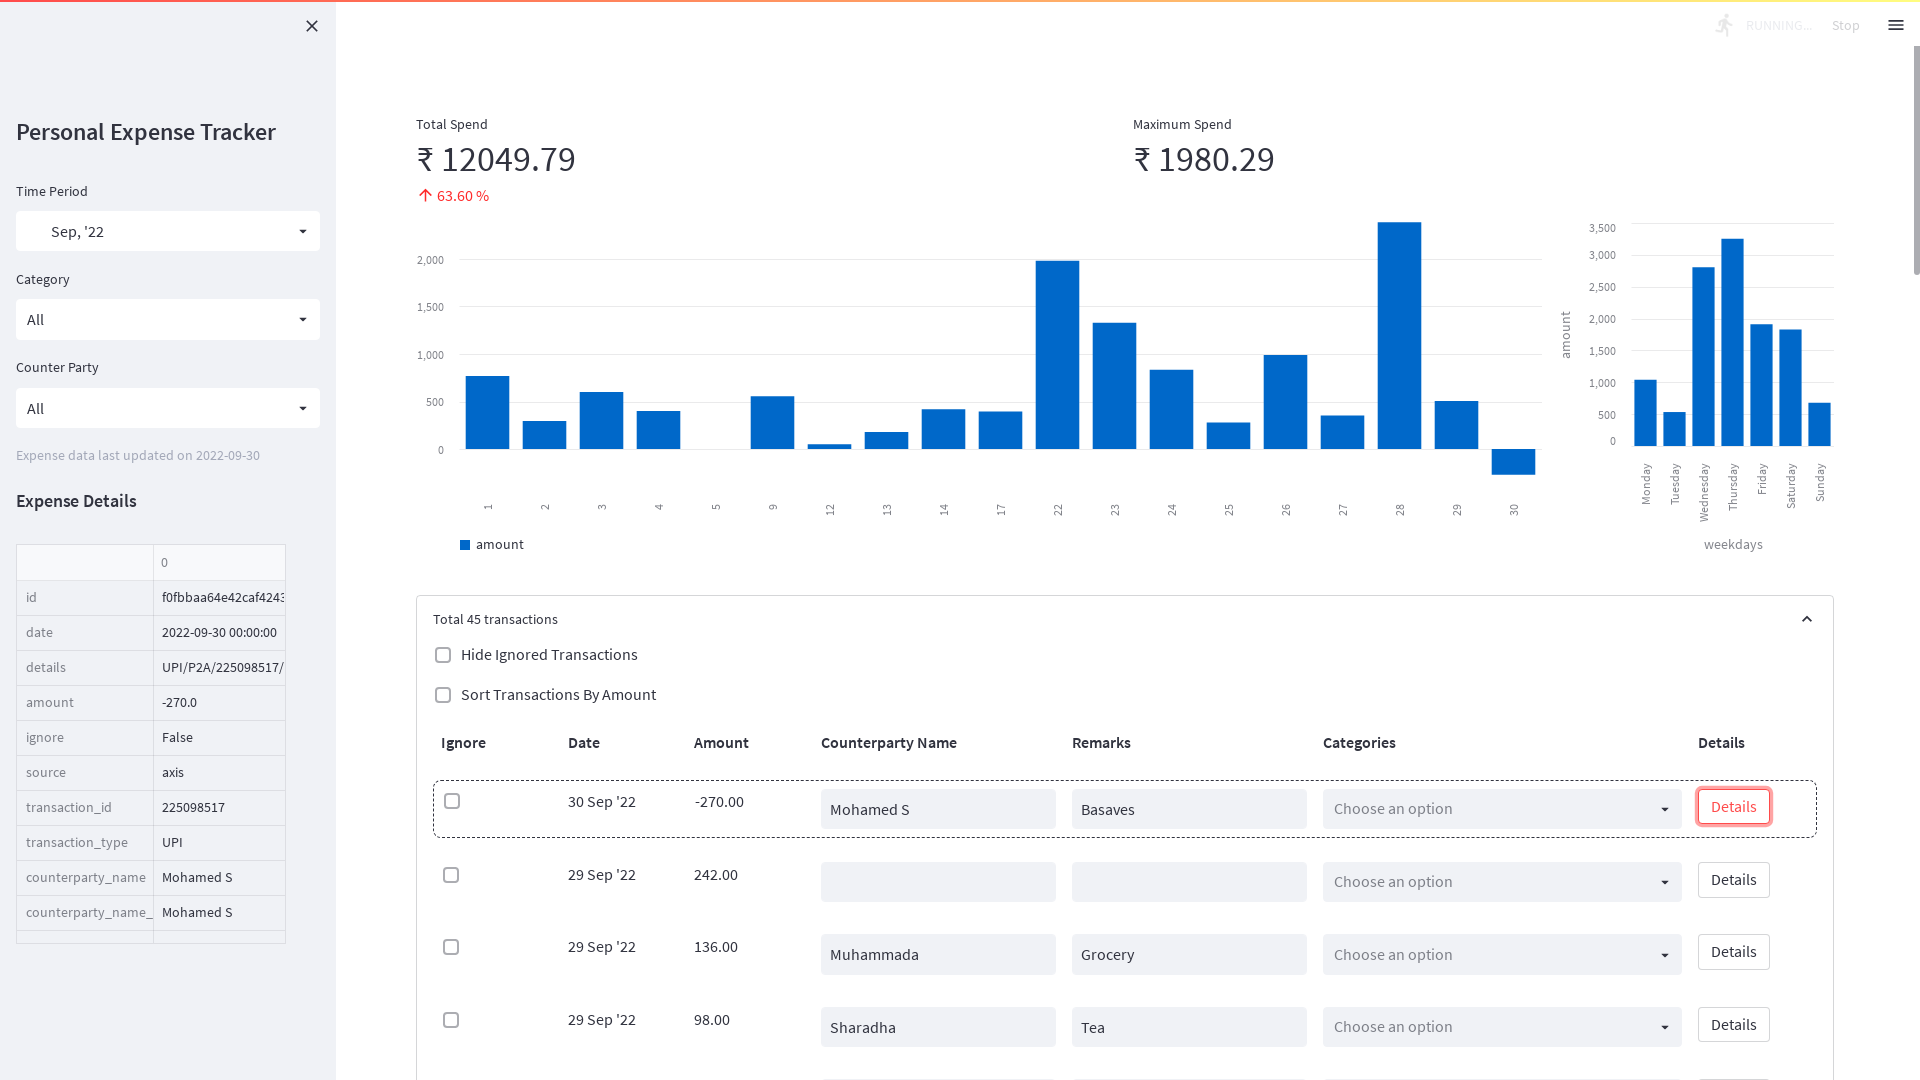 RUNNING...
Stop
Personal Expense Tracker
Time Period
Sep, '22
Category
All
Counter Party
All
Expense data last updated on 2022-09-30
Expense Details
0
id f0fbbaa64e42caf4243
date 2022-09-30 00:00:00
details UPI/P2A/225098517/
amount -270.0
ignore False
source axis
transaction_id 225098517
transaction_type UPI
counterparty_name Mohamed S
counterparty_name_ Mohamed S
Total Spend
₹ 12049.79
63.60 %
Maximum Spend
₹ 1980.29
2,000
1,500
1,000
500
0
1 2 3 4 5 9 12 13 14 17 22 23 24 25 26 27 28 29 30
amount
amount
3,500
3,000
2,500
2,000
1,500
1,000
500
0
Monday Tuesday Wednesday Thursday Friday Saturday Sunday
weekdays
Total 45 transactions
Hide Ignored Transactions
Sort Transactions By Amount
Ignore Date Amount Counterparty Name Remarks Categories Details
30 Sep '22 -270.00 Mohamed S Basaves Choose an option Details
29 Sep '22 242.00 Choose an option Details
29 Sep '22 136.00 Muhammada Grocery Choose an option Details
29 Sep '22 98.00 Sharadha Tea Choose an option Details